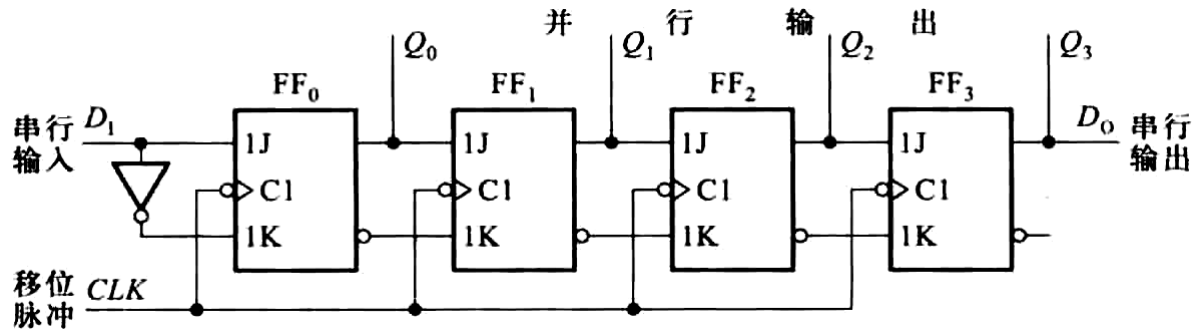 并行输出
Q₀ Q₁ Q₂ Q₃
FF₀ FF₁ FF₂ FF₃
串行输入 D₁
1J 1J 1J 1J
D₀ 串行输出
C1 C1 C1 C1
1K 1K 1K 1K
移位脉冲 CLK